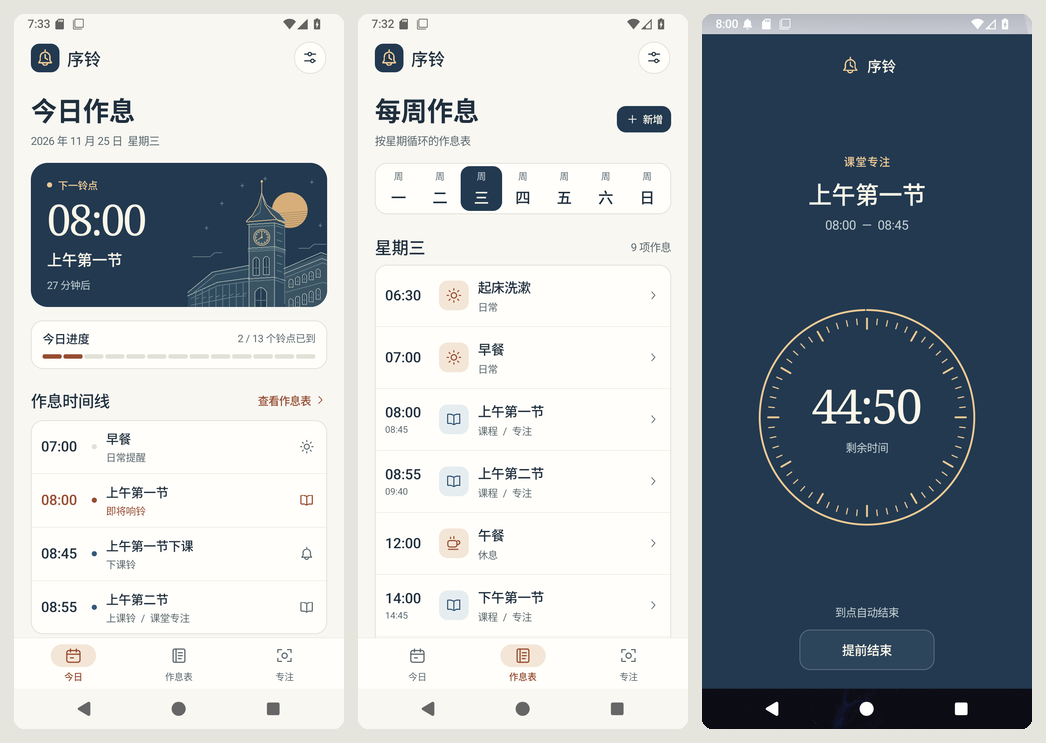 7:33
序铃
今日作息
2026 年 11 月 25 日 星期三
下一铃点
08:00
上午第一节
27 分钟后
今日进度
2 / 13 个铃点已到
作息时间线
查看作息表
07:00
早餐
日常提醒
08:00
上午第一节
即将响铃
08:45
上午第一节下课
下课铃
08:55
上午第二节
上课铃 / 课堂专注
今日
作息表
专注
7:32
序铃
每周作息
按星期循环的作息表
新增
周 周 周 周 周 周 周
一 二 三 四 五 六 日
星期三
9 项作息
06:30
起床洗漱
日常
07:00
早餐
日常
08:00
08:45
上午第一节
课程 / 专注
08:55
09:40
上午第二节
课程 / 专注
12:00
午餐
休息
14:00
14:45
下午第一节
课程 / 专注
今日
作息表
专注
8:00
序铃
课堂专注
上午第一节
08:00 — 08:45
44:50
剩余时间
到点自动结束
提前结束